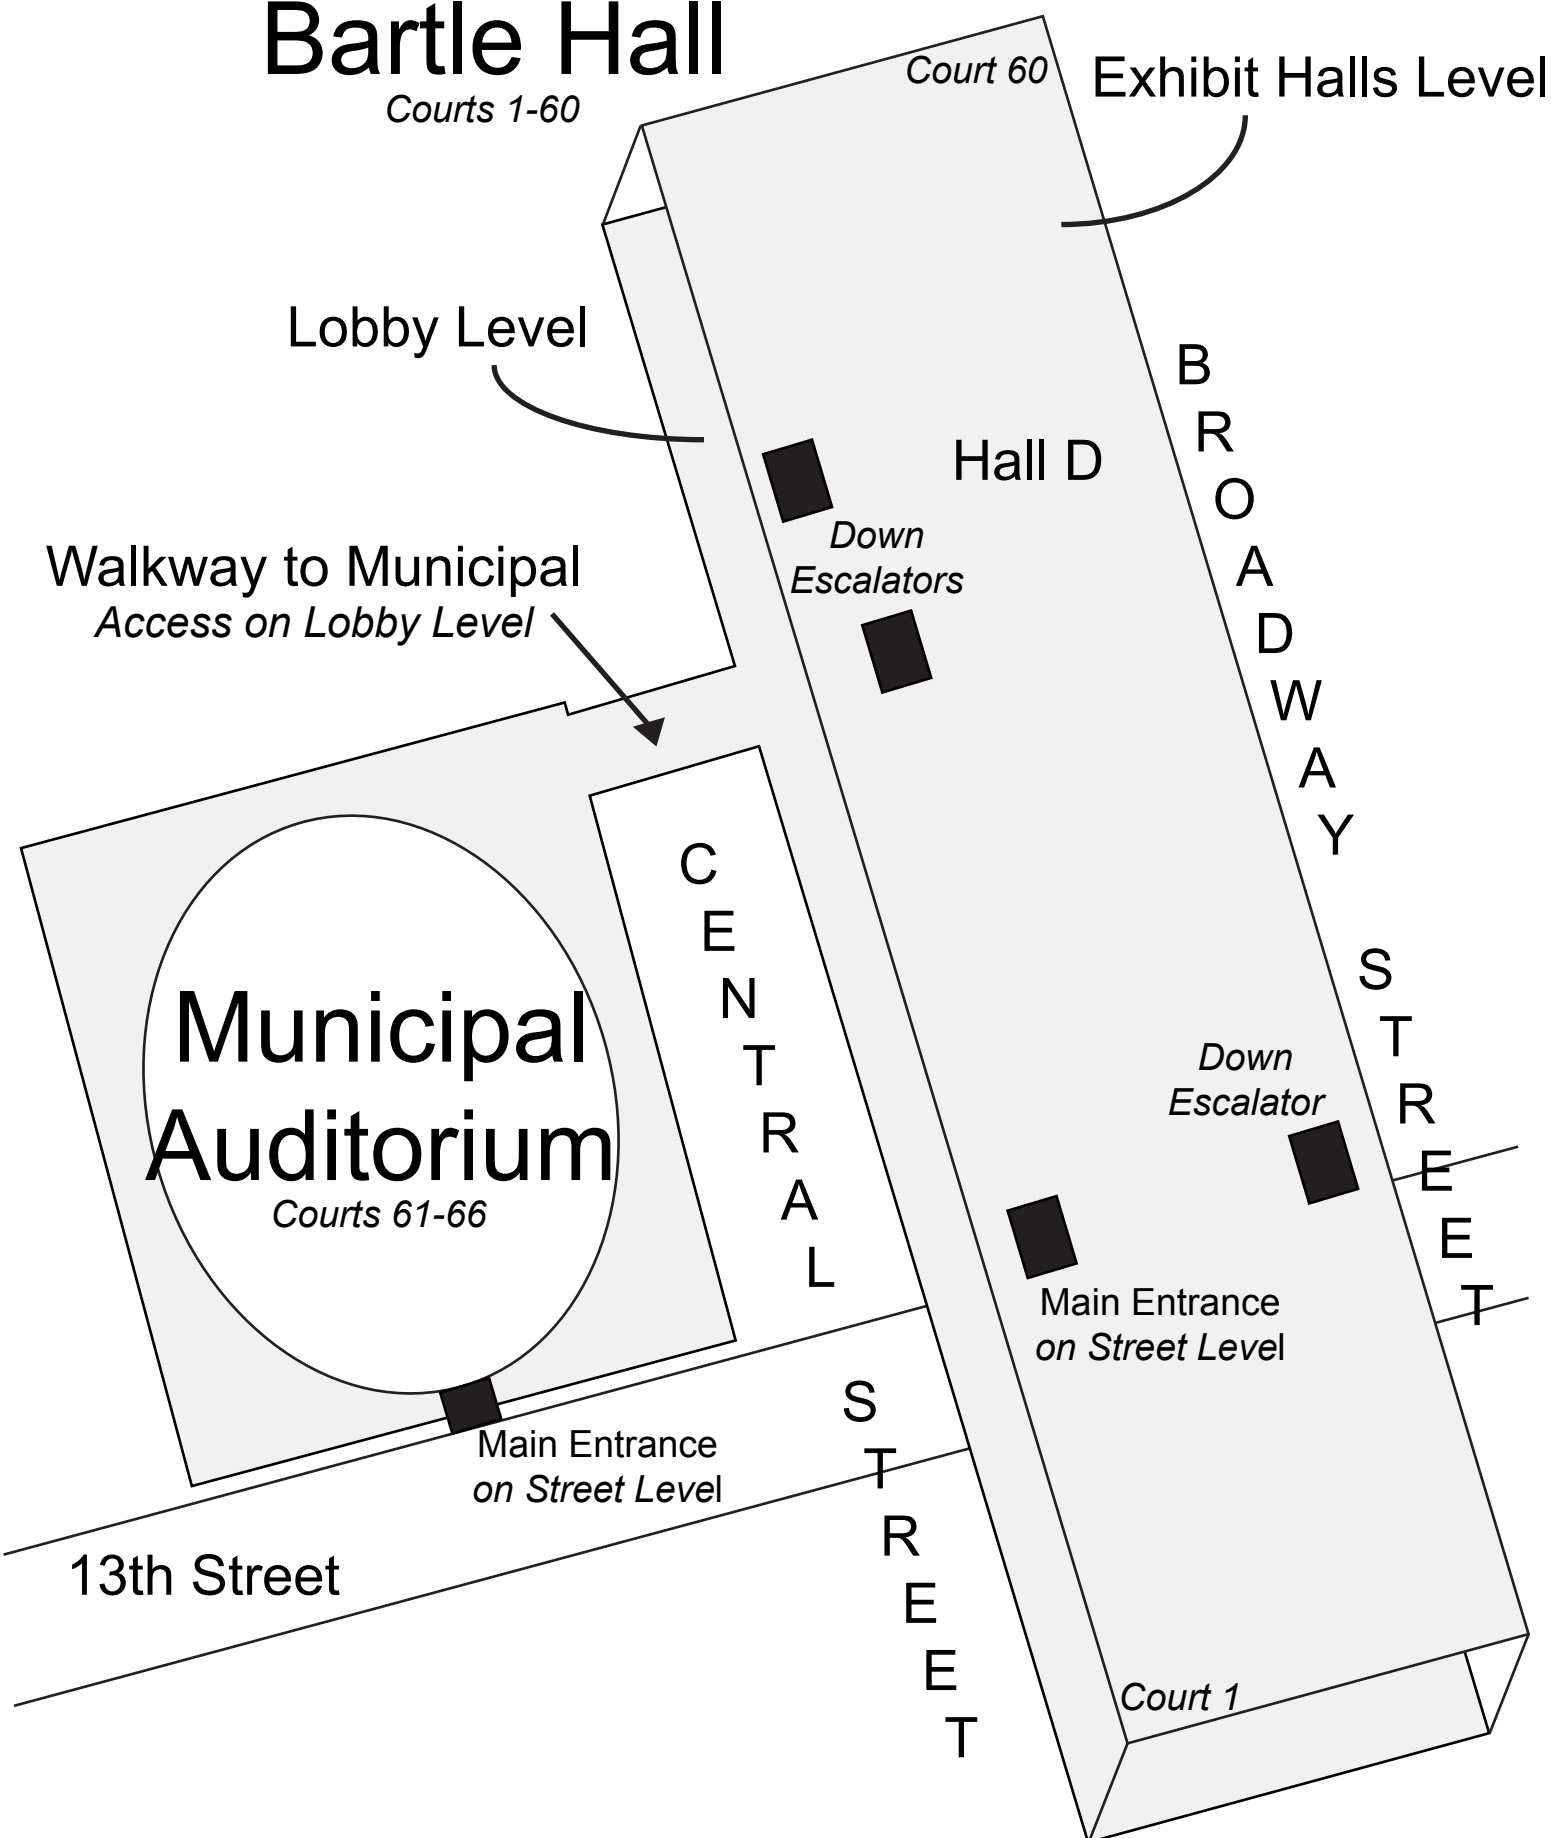 Bartle Hall
Courts 1-60
Court 60
Exhibit Halls Level
Lobby Level
BROADWAY STREET
Hall D
Down
Escalators
Walkway to Municipal
Access on Lobby Level
CENTRAL STREET
Municipal
Auditorium
Courts 61-66
Down
Escalator
Main Entrance
on Street Level
Main Entrance
on Street Level
13th Street
Court 1